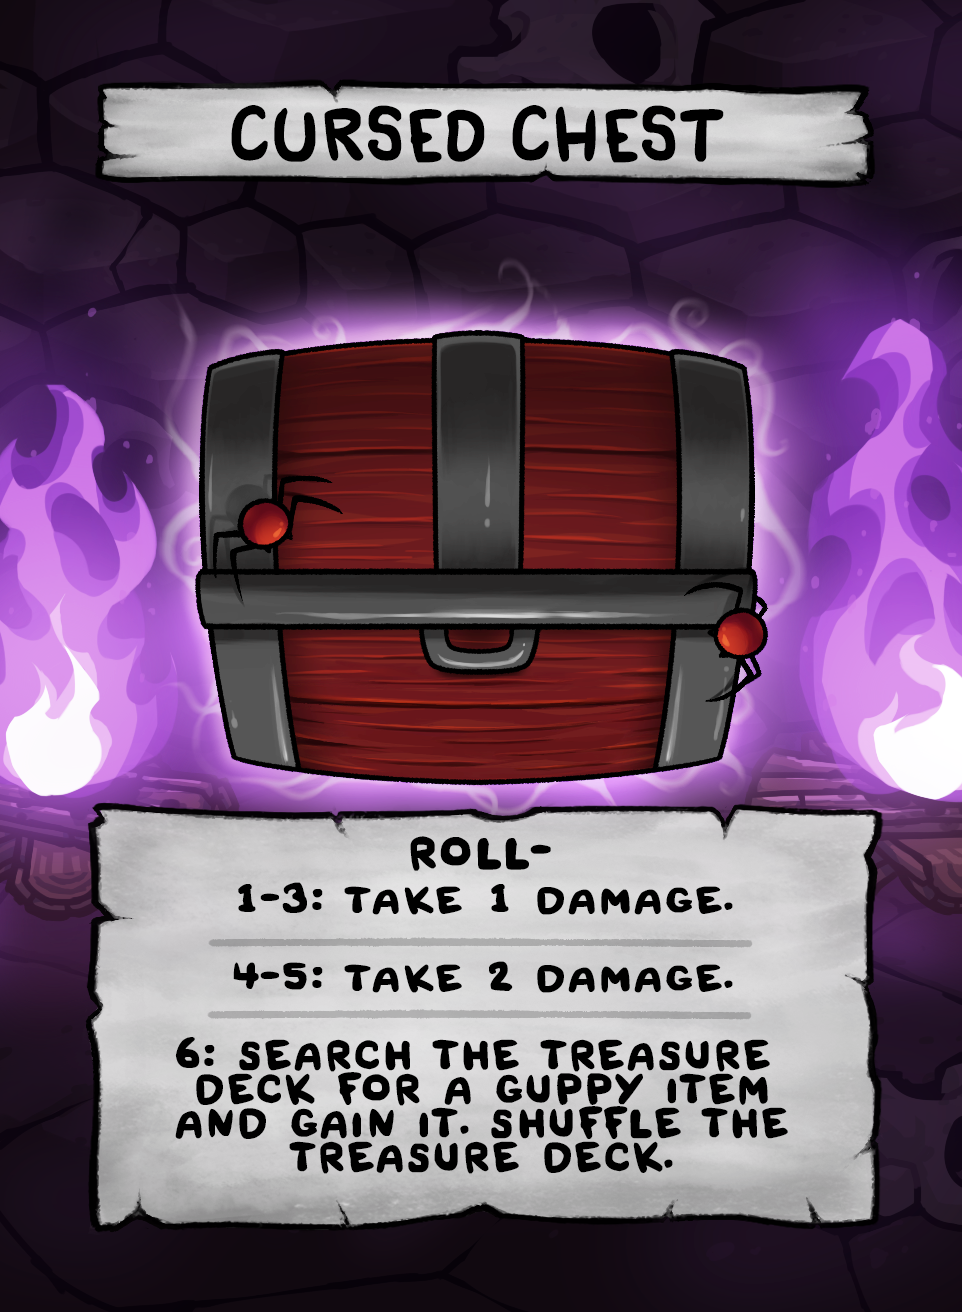 CURSED CHEST
ROLL-
1-3: TAKE 1 DAMAGE.
4-5: TAKE 2 DAMAGE.
6: SEARCH THE TREASURE
DECK FOR A GUPPY ITEM
AND GAIN IT. SHUFFLE THE
TREASURE DECK.